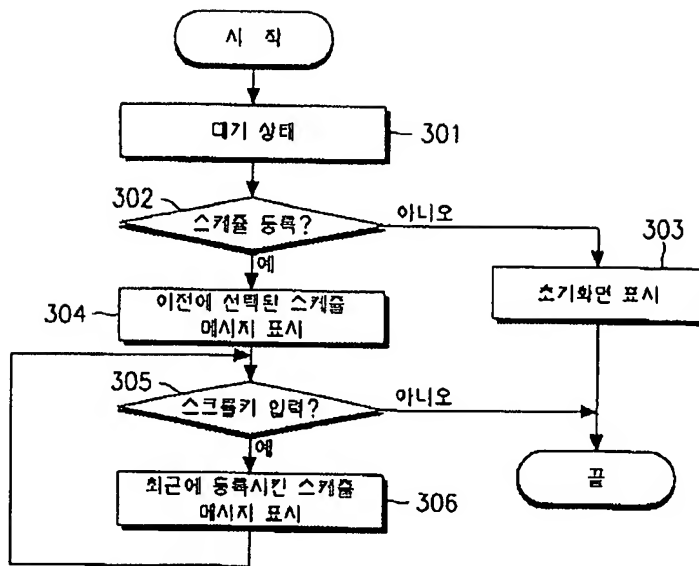 시 작
대기 상태
301
302
스케쥴 등록?
아니오
예
303
초기화면 표시
304
이전에 선택된 스케쥴
메시지 표시
305
스크롤키 입력?
아니오
예
끌
최근에 등록시킨 스케쥴
메시지 표시
306